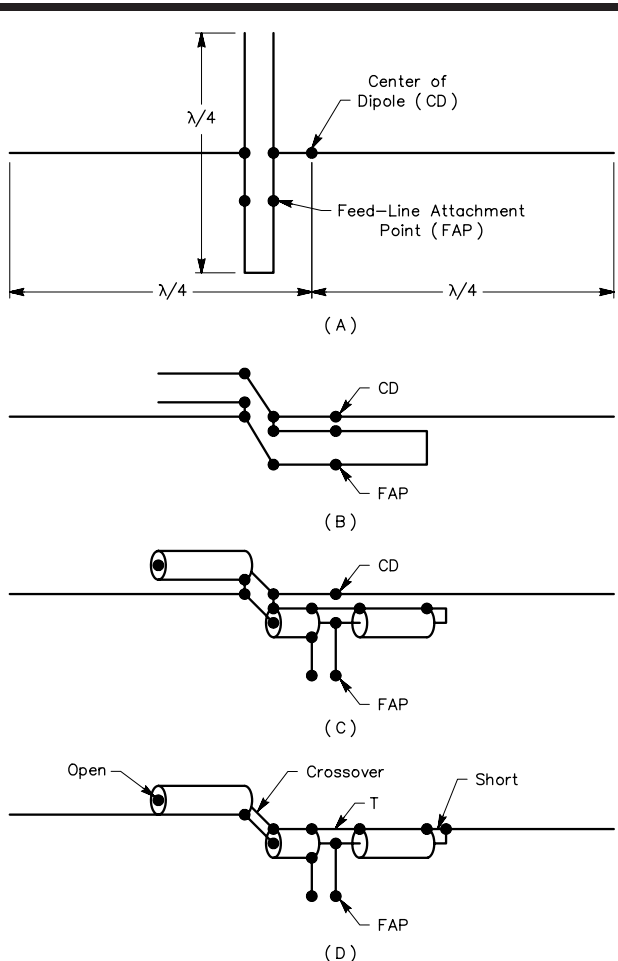 Center of
Dipole (CD)
λ/4
Feed-Line Attachment
Point (FAP)
λ/4
λ/4
(A)
CD
FAP
(B)
CD
FAP
(C)
Open
Crossover
Short
T
FAP
(D)